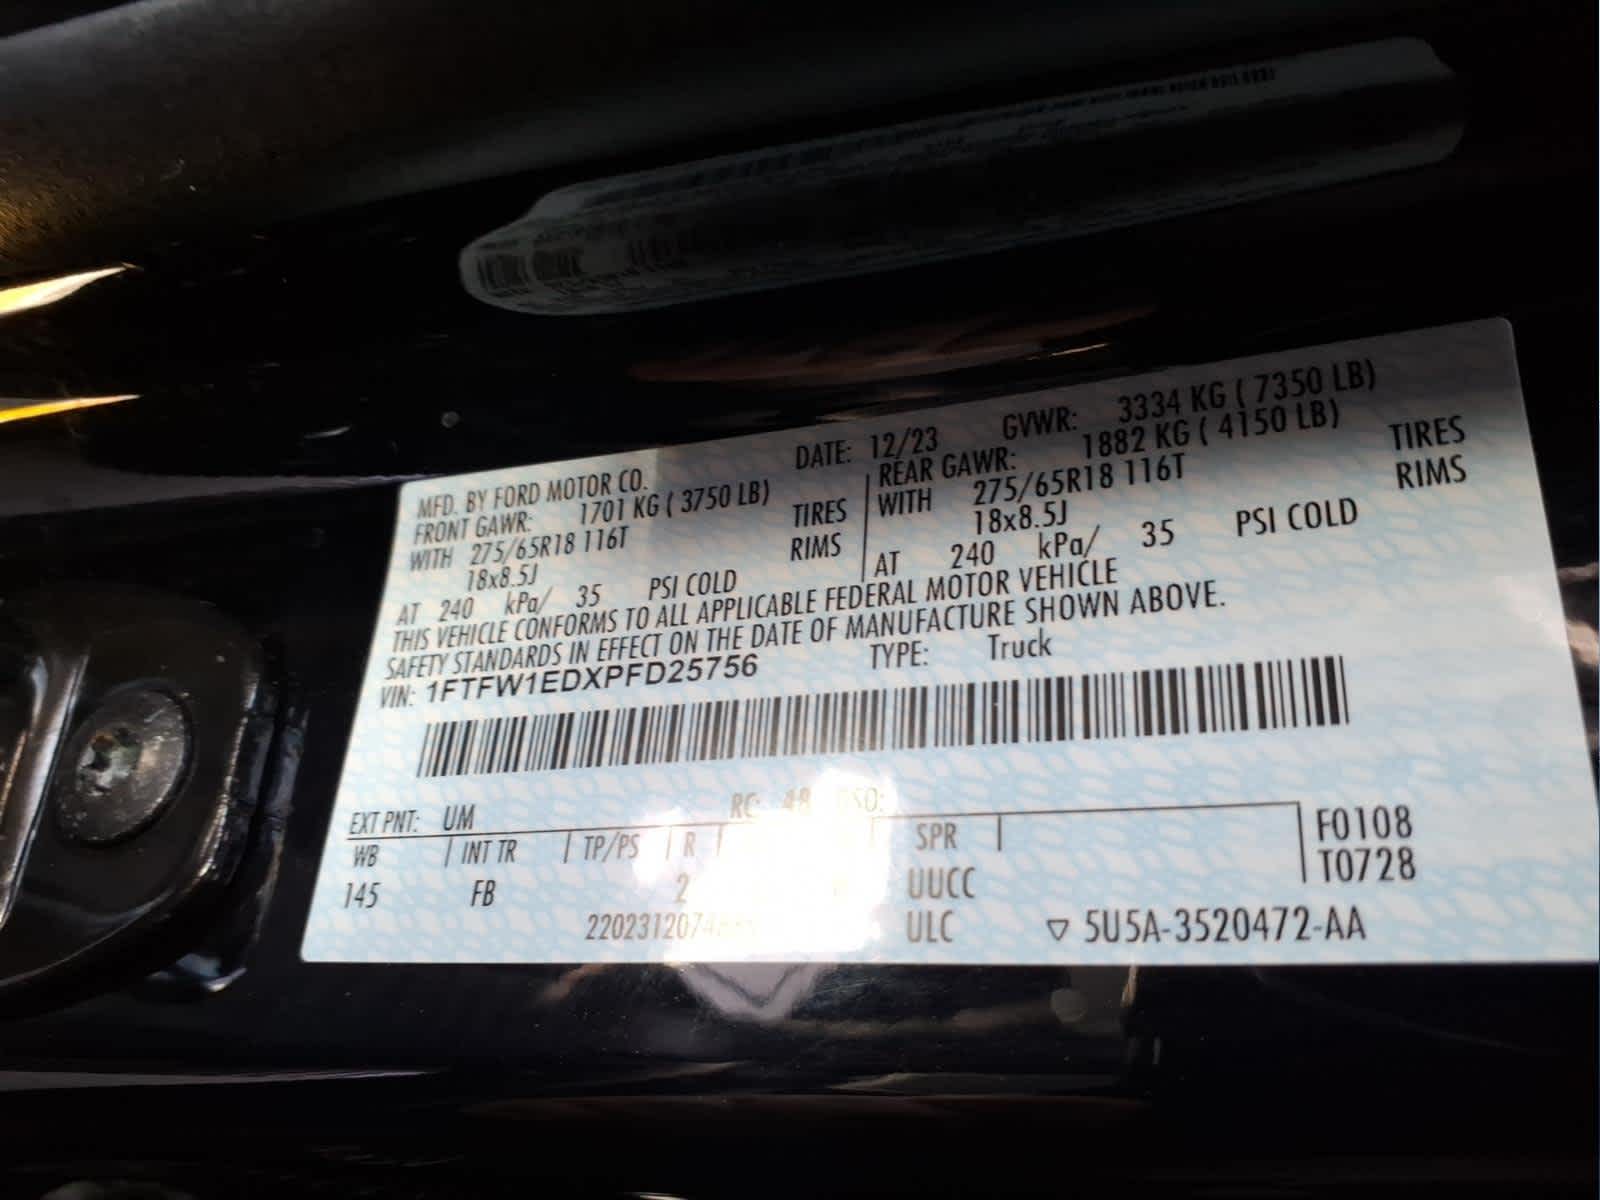 MFD. BY FORD MOTOR CO.
DATE: 12/23
GVWR: 3334 KG ( 7350 LB)
FRONT GAWR: 1701 KG ( 3750 LB)
REAR GAWR: 1882 KG ( 4150 LB)
WITH 275/65R18 116T TIRES
WITH 275/65R18 116T TIRES
18x8.5J RIMS
18x8.5J RIMS
AT 240 kPa/ 35 PSI COLD
AT 240 kPa/ 35 PSI COLD
THIS VEHICLE CONFORMS TO ALL APPLICABLE FEDERAL MOTOR VEHICLE
SAFETY STANDARDS IN EFFECT ON THE DATE OF MANUFACTURE SHOWN ABOVE.
VIN: 1FTFW1EDXPFD25756
TYPE: Truck
EXT PNT: UM RC: 48 DSO:
F0108
WB INT TR TP/PS R SPR
T0728
145 FB 2 UUCC
ULC ▽ 5U5A-3520472-AA